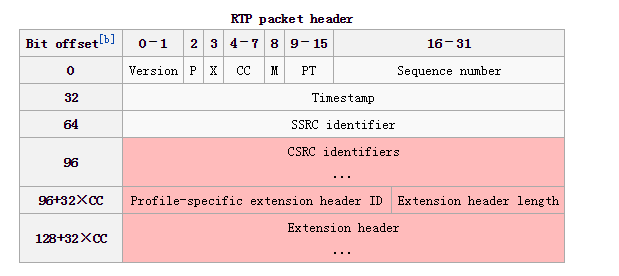 RTP packet header
Bit offset[b] 0-1 2 3 4-7 8 9-15 16-31
0 Version P X CC M PT Sequence number
32 Timestamp
64 SSRC identifier
96 CSRC identifiers
...
96+32×CC Profile-specific extension header ID Extension header length
128+32×CC Extension header
...